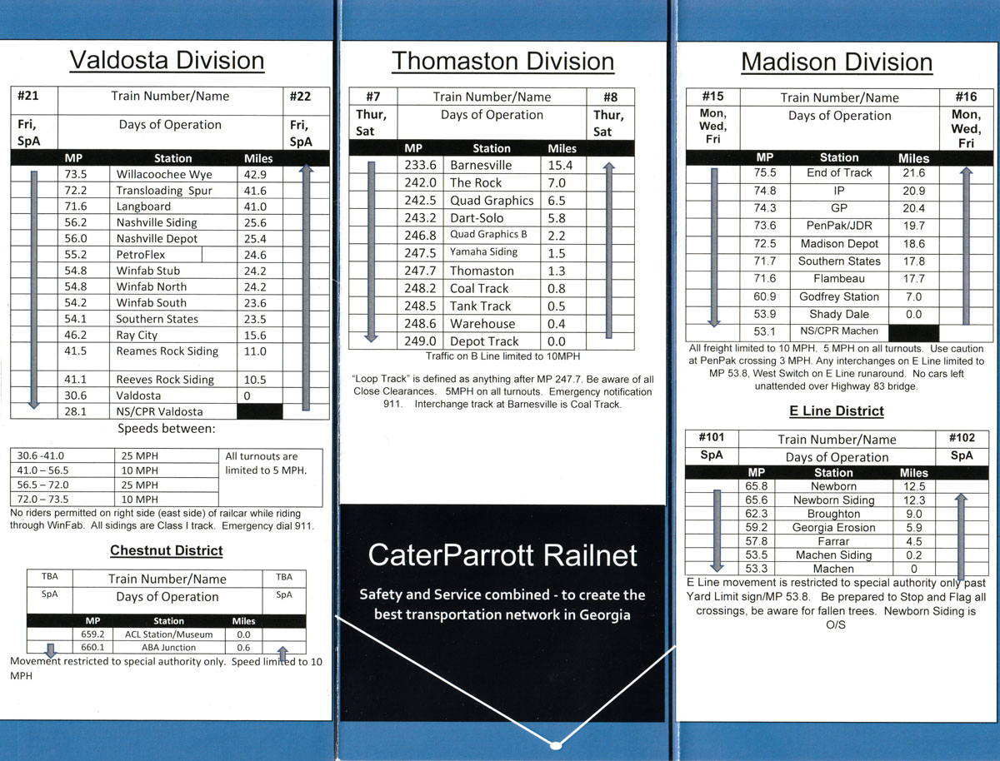 Valdosta Division
#21 Train Number/Name #22
Fri, SpA Days of Operation Fri, SpA
MP Station Miles
73.5 Willacoochee Wye 42.9
72.2 Transloading Spur 41.6
71.6 Langboard 41.0
56.2 Nashville Siding 25.6
56.0 Nashville Depot 25.4
55.2 PetroFlex 24.6
54.8 Winfab Stub 24.2
54.8 Winfab North 24.2
54.2 Winfab South 23.6
54.1 Southern States 23.5
46.2 Ray City 15.6
41.5 Reames Rock Siding 11.0
41.1 Reeves Rock Siding 10.5
30.6 Valdosta 0
28.1 NS/CPR Valdosta
Speeds between:
30.6 -41.0 25 MPH All turnouts are
41.0 – 56.5 10 MPH limited to 5 MPH.
56.5 – 72.0 25 MPH
72.0 – 73.5 10 MPH
No riders permitted on right side (east side) of railcar while riding
through WinFab. All sidings are Class I track. Emergency dial 911.
Chestnut District
TBA Train Number/Name TBA
SpA Days of Operation SpA
MP Station Miles
659.2 ACL Station/Museum 0.0
660.1 ABA Junction 0.6
Movement restricted to special authority only. Speed limited to 10
MPH
Thomaston Division
#7 Train Number/Name #8
Thur, Sat Days of Operation Thur, Sat
MP Station Miles
233.6 Barnesville 15.4
242.0 The Rock 7.0
242.5 Quad Graphics 6.5
243.2 Dart-Solo 5.8
246.8 Quad Graphics B 2.2
247.5 Yamaha Siding 1.5
247.7 Thomaston 1.3
248.2 Coal Track 0.8
248.5 Tank Track 0.5
248.6 Warehouse 0.4
249.0 Depot Track 0.0
Traffic on B Line limited to 10MPH
“Loop Track” is defined as anything after MP 247.7. Be aware of all
Close Clearances. 5MPH on all turnouts. Emergency notification
911. Interchange track at Barnesville is Coal Track.
CaterParrott Railnet
Safety and Service combined - to create the
best transportation network in Georgia
Madison Division
#15 Train Number/Name #16
Mon, Wed, Fri Days of Operation Mon, Wed, Fri
MP Station Miles
75.5 End of Track 21.6
74.8 IP 20.9
74.3 GP 20.4
73.6 PenPak/JDR 19.7
72.5 Madison Depot 18.6
71.7 Southern States 17.8
71.6 Flambeau 17.7
60.9 Godfrey Station 7.0
53.9 Shady Dale 0.0
53.1 NS/CPR Machen
All freight limited to 10 MPH. 5 MPH on all turnouts. Use caution
at PenPak crossing 3 MPH. Any interchanges on E Line limited to
MP 53.8, West Switch on E Line runaround. No cars left
unattended over Highway 83 bridge.
E Line District
#101 Train Number/Name #102
SpA Days of Operation SpA
MP Station Miles
65.8 Newborn 12.5
65.6 Newborn Siding 12.3
62.3 Broughton 9.0
59.2 Georgia Erosion 5.9
57.8 Farrar 4.5
53.5 Machen Siding 0.2
53.3 Machen 0
E Line movement is restricted to special authority only past
Yard Limit sign/MP 53.8. Be prepared to Stop and Flag all
crossings, be aware for fallen trees. Newborn Siding is
O/S